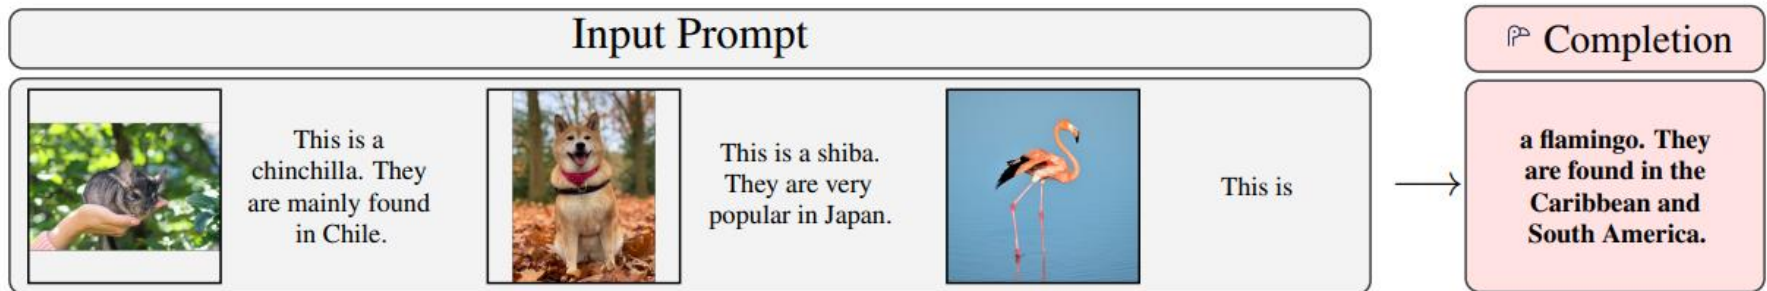 Input Prompt
Completion
This is a
chinchilla. They
are mainly found
in Chile.
This is a shiba.
They are very
popular in Japan.
This is
a flamingo. They
are found in the
Caribbean and
South America.